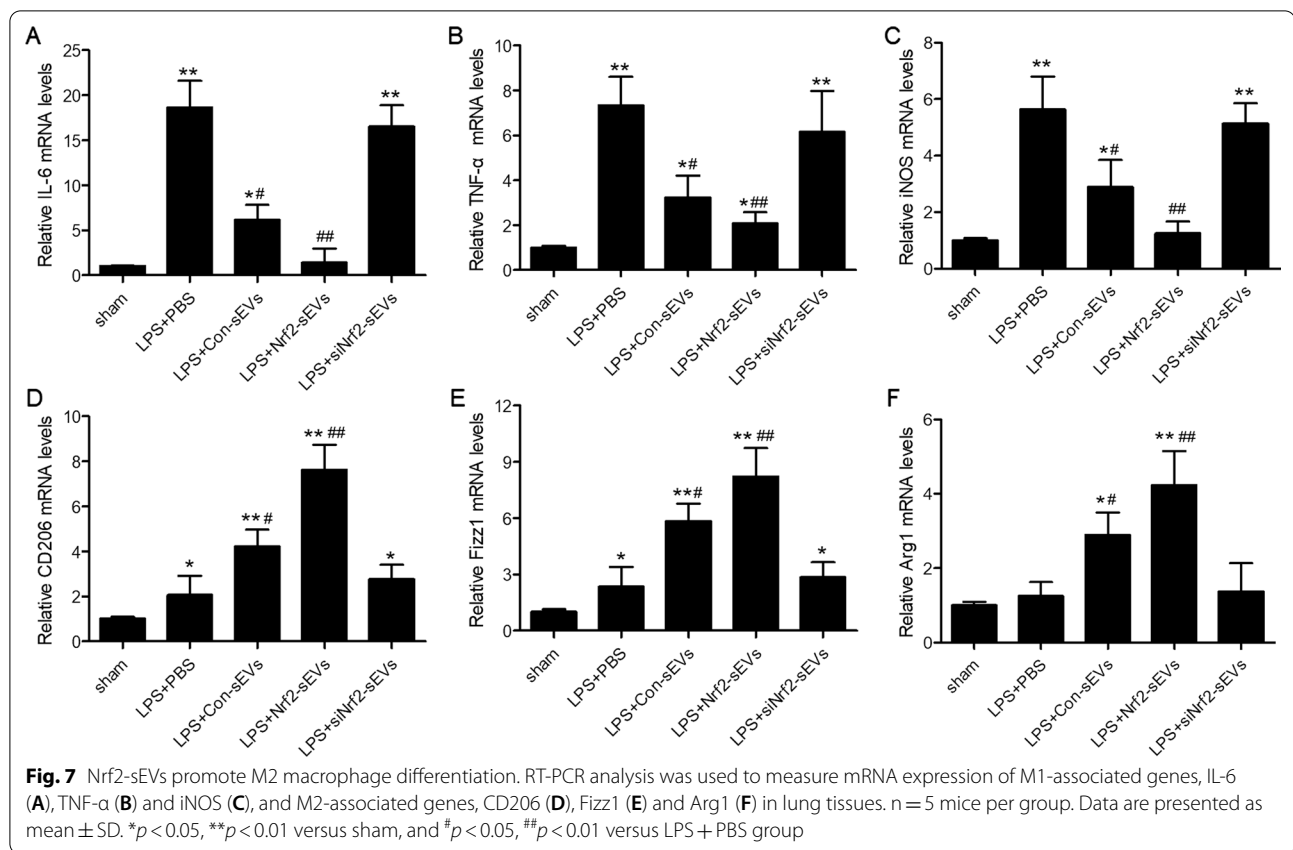 A
Relative IL-6 mRNA levels
25
20
15
10
5
0
**
*#
##
**
sham
LPS+PBS
LPS+Con-sEVs
LPS+Nrf2-sEVs
LPS+siNrf2-sEVs
B
Relative TNF-α mRNA levels
10
8
6
4
2
0
**
*#
*##
**
sham
LPS+PBS
LPS+Con-sEVs
LPS+Nrf2-sEVs
LPS+siNrf2-sEVs
C
Relative iNOS mRNA levels
8
6
4
2
0
**
*#
##
**
sham
LPS+PBS
LPS+Con-sEVs
LPS+Nrf2-sEVs
LPS+siNrf2-sEVs
D
Relative CD206 mRNA levels
10
8
6
4
2
0
*
**#
**##
*
sham
LPS+PBS
LPS+Con-sEVs
LPS+Nrf2-sEVs
LPS+siNrf2-sEVs
E
Relative Fizz1 mRNA levels
12
9
6
3
0
*
**#
**##
*
sham
LPS+PBS
LPS+Con-sEVs
LPS+Nrf2-sEVs
LPS+siNrf2-sEVs
F
Relative Arg1 mRNA levels
6
4
2
0
*#
**##
sham
LPS+PBS
LPS+Con-sEVs
LPS+Nrf2-sEVs
LPS+siNrf2-sEVs
Fig. 7 Nrf2-sEVs promote M2 macrophage differentiation. RT-PCR analysis was used to measure mRNA expression of M1-associated genes, IL-6
(A), TNF-α (B) and iNOS (C), and M2-associated genes, CD206 (D), Fizz1 (E) and Arg1 (F) in lung tissues. n = 5 mice per group. Data are presented as
mean ± SD. *p < 0.05, **p < 0.01 versus sham, and #p < 0.05, ##p < 0.01 versus LPS + PBS group